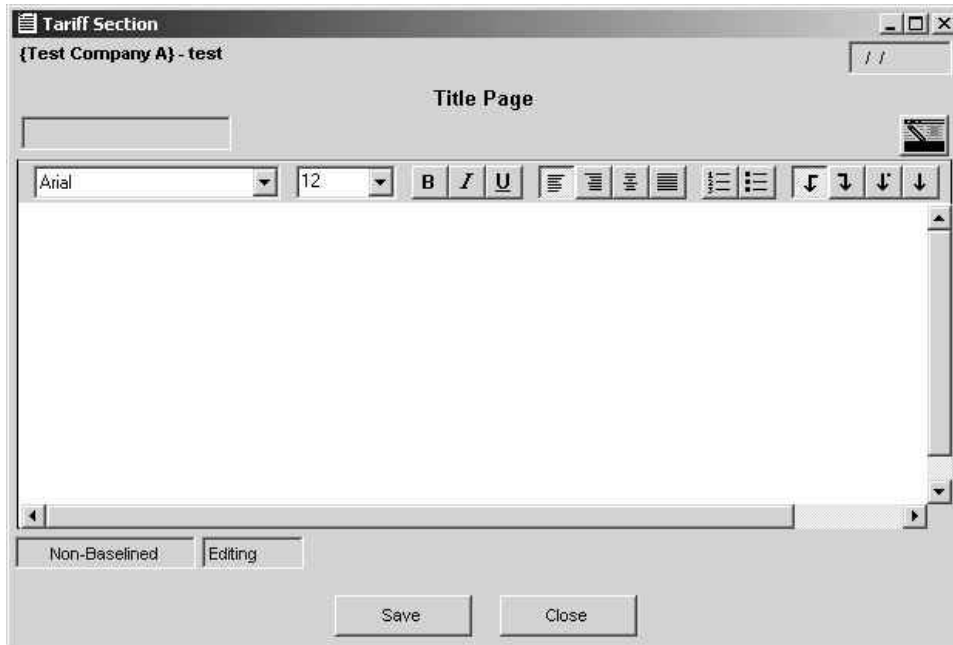 Tariff Section
{Test Company A} - test
/ /
Title Page
Arial 12 B I U
Non-Baselined Editing
Save Close